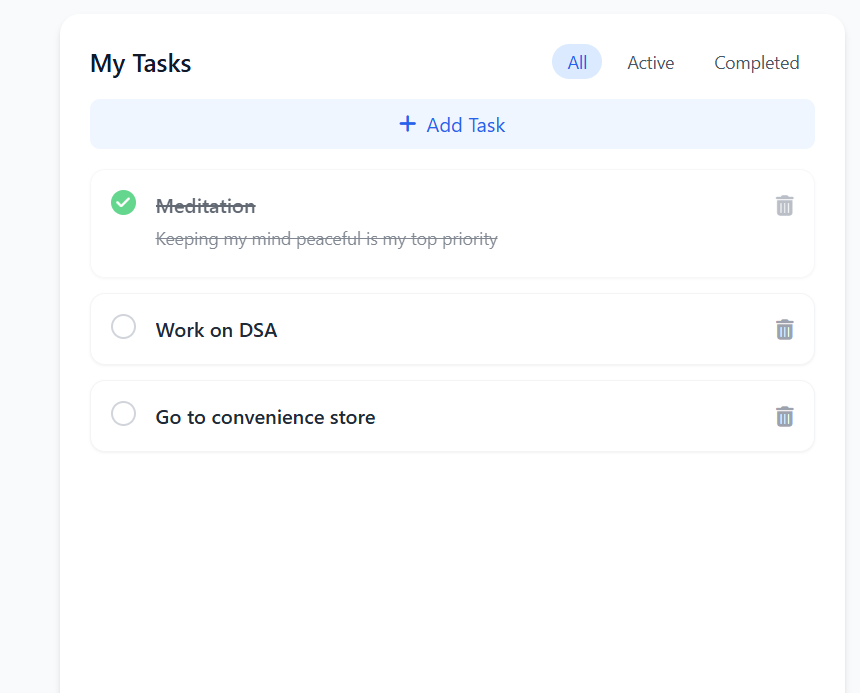 My Tasks
All Active Completed
+ Add Task
Meditation
Keeping my mind peaceful is my top priority
Work on DSA
Go to convenience store